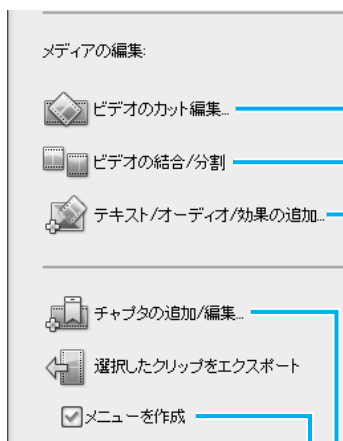 メディアの編集:
ビデオのカット編集...
ビデオの結合/分割
テキスト/オーディオ/効果の追加...
チャプタの追加/編集...
選択したクリップをエクスポート
メニューを作成